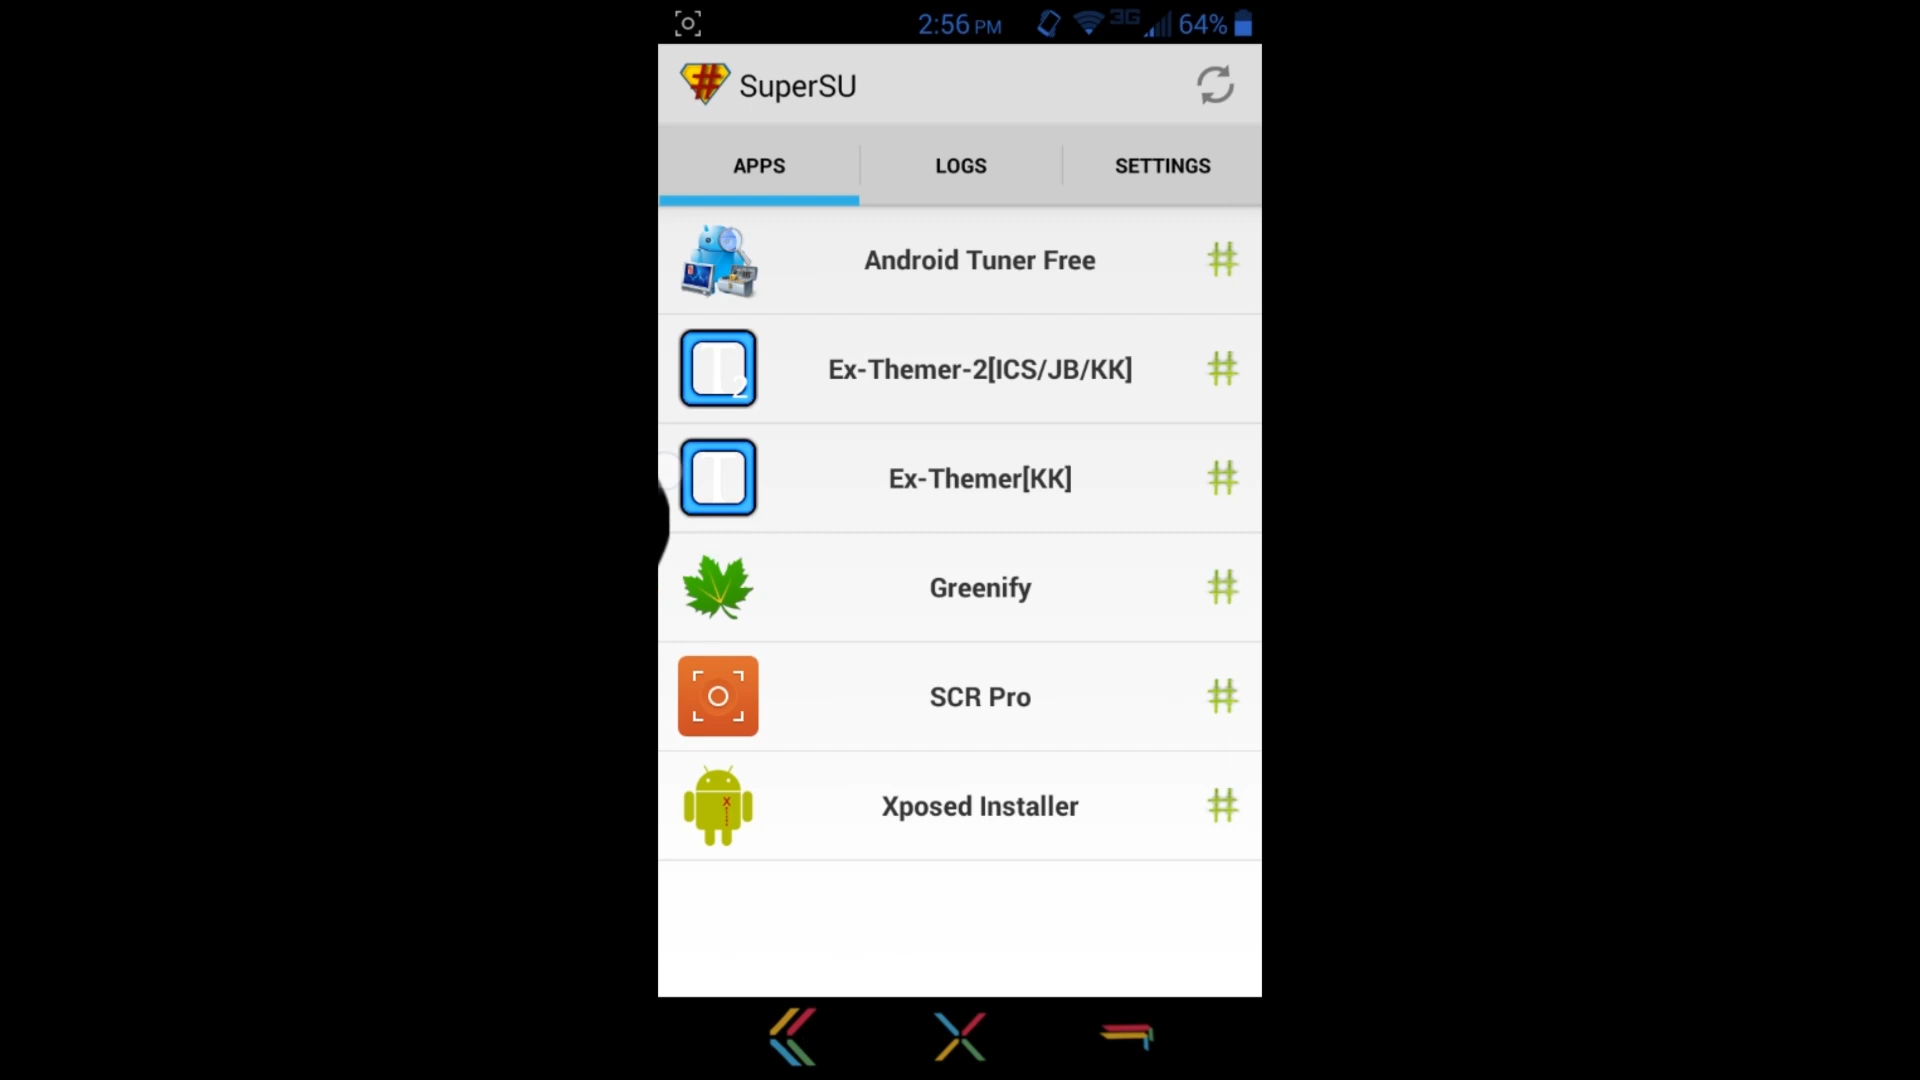 2:56 PM 3G 64%
SuperSU
APPS LOGS SETTINGS
Android Tuner Free
Ex-Themer-2[ICS/JB/KK]
2
Ex-Themer[KK]
Greenify
SCR Pro
Xposed Installer